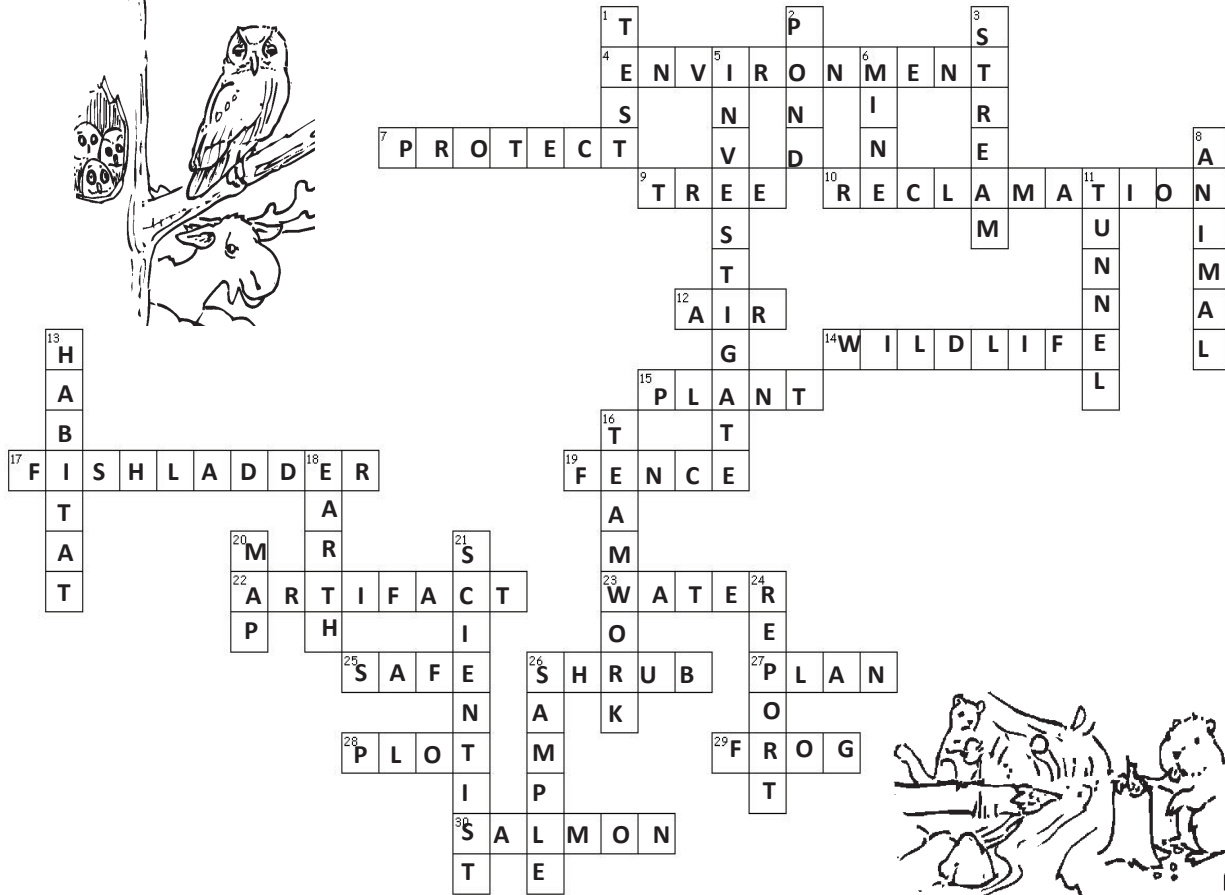 1 T 2 P 3 S
4 E N V 5 I R O N 6 M E N T
S N N I R
7 P R O T E C T V D N E 8 A
9 T R E E 10 R E C L A M A 11 T I O N
S M U I
T N M
12 A I R N A
13 H G 14 W I L D L I F E L
A 15 P L A N T L
B 16 T T
17 F I S H L A D D 18 E R 19 F E N C E
T A A
A 20 M R 21 S M
T 22 A R T I F A C T 23 W A T E 24 R
P H I O E
25 S A F E 26 S H R U B 27 P L A N
N A K O
28 P L O T M 29 F R O G
I P T
30 S A L M O N
T E